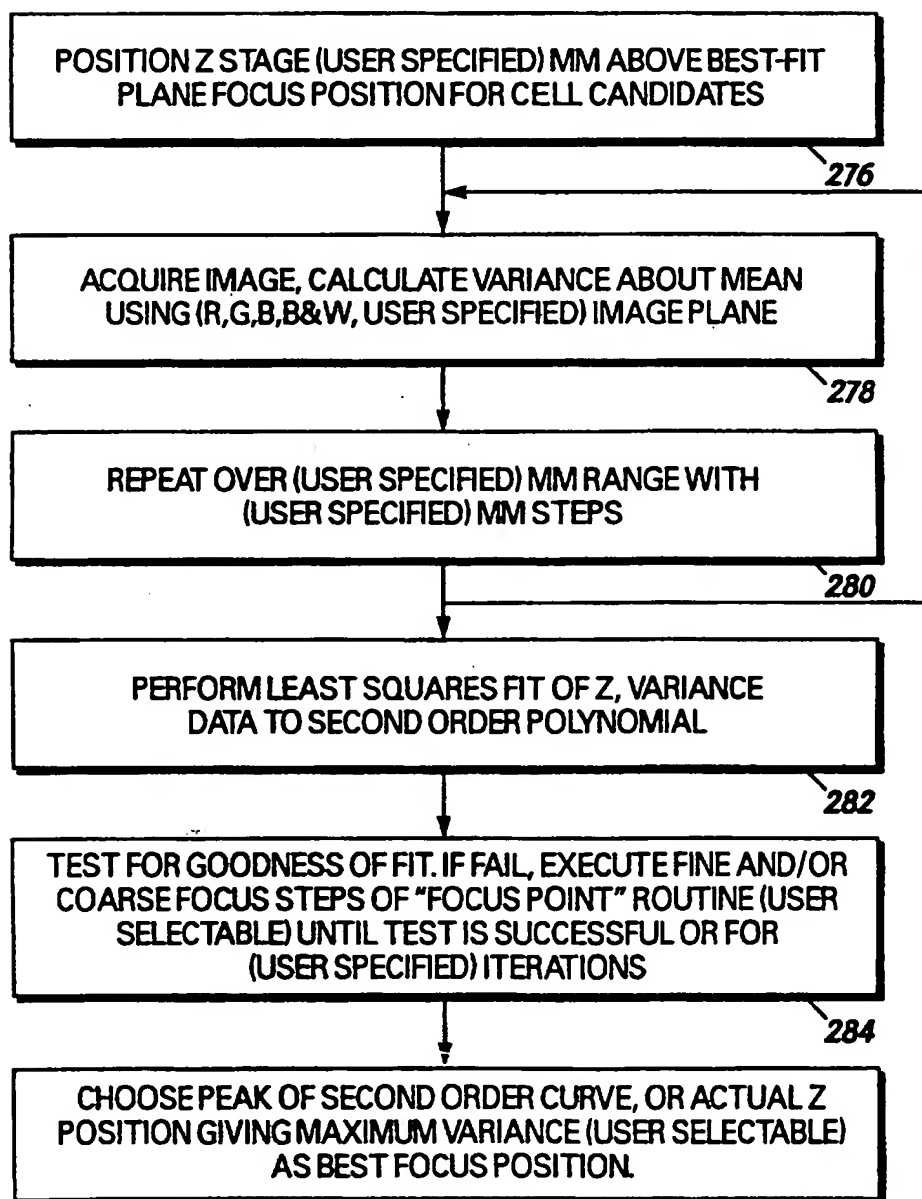 POSITION Z STAGE (USER SPECIFIED) MM ABOVE BEST-FIT
PLANE FOCUS POSITION FOR CELL CANDIDATES
276
ACQUIRE IMAGE, CALCULATE VARIANCE ABOUT MEAN
USING (R,G,B,B&W, USER SPECIFIED) IMAGE PLANE
278
REPEAT OVER (USER SPECIFIED) MM RANGE WITH
(USER SPECIFIED) MM STEPS
280
PERFORM LEAST SQUARES FIT OF Z, VARIANCE
DATA TO SECOND ORDER POLYNOMIAL
282
TEST FOR GOODNESS OF FIT. IF FAIL, EXECUTE FINE AND/OR
COARSE FOCUS STEPS OF "FOCUS POINT" ROUTINE (USER
SELECTABLE) UNTIL TEST IS SUCCESSFUL OR FOR
(USER SPECIFIED) ITERATIONS
284
CHOOSE PEAK OF SECOND ORDER CURVE, OR ACTUAL Z
POSITION GIVING MAXIMUM VARIANCE (USER SELECTABLE)
AS BEST FOCUS POSITION.